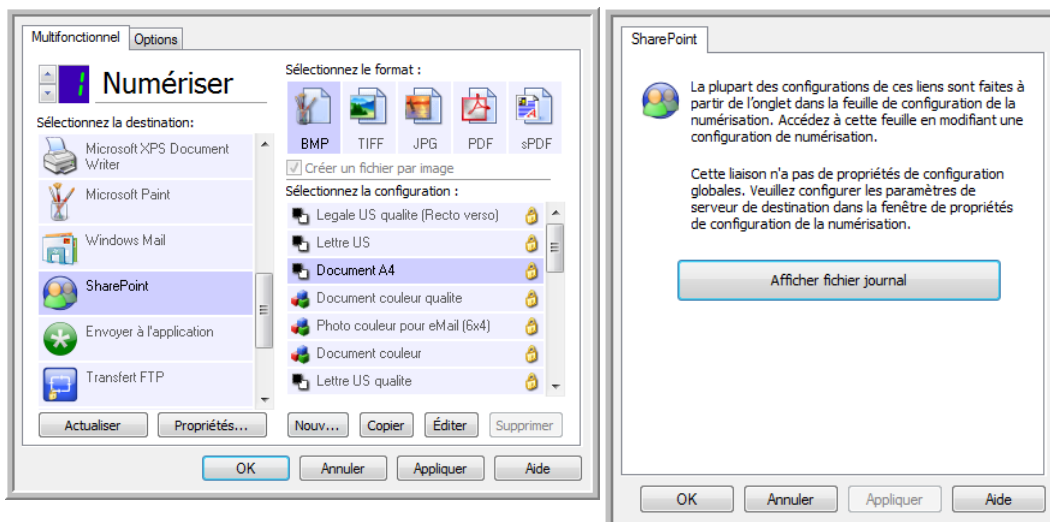 Multifonctionnel
Options
1
Numériser
Sélectionnez la destination:
Microsoft XPS Document
Writer
Microsoft Paint
Windows Mail
SharePoint
Envoyer à l'application
Transfert FTP
Actualiser
Propriétés...
Sélectionnez le format :
BMP
TIFF
JPG
PDF
sPDF
Créer un fichier par image
Sélectionnez la configuration :
Legale US qualite (Recto verso)
Lettre US
Document A4
Document couleur qualite
Photo couleur pour eMail (6x4)
Document couleur
Lettre US qualite
Nouv...
Copier
Éditer
Supprimer
OK
Annuler
Appliquer
Aide
SharePoint
La plupart des configurations de ces liens sont faites à
partir de l'onglet dans la feuille de configuration de la
numérisation. Accédez à cette feuille en modifiant une
configuration de numérisation.
Cette liaison n'a pas de propriétés de configuration
globales. Veuillez configurer les paramètres de
serveur de destination dans la fenêtre de propriétés
de configuration de la numérisation.
Afficher fichier journal
OK
Annuler
Appliquer
Aide